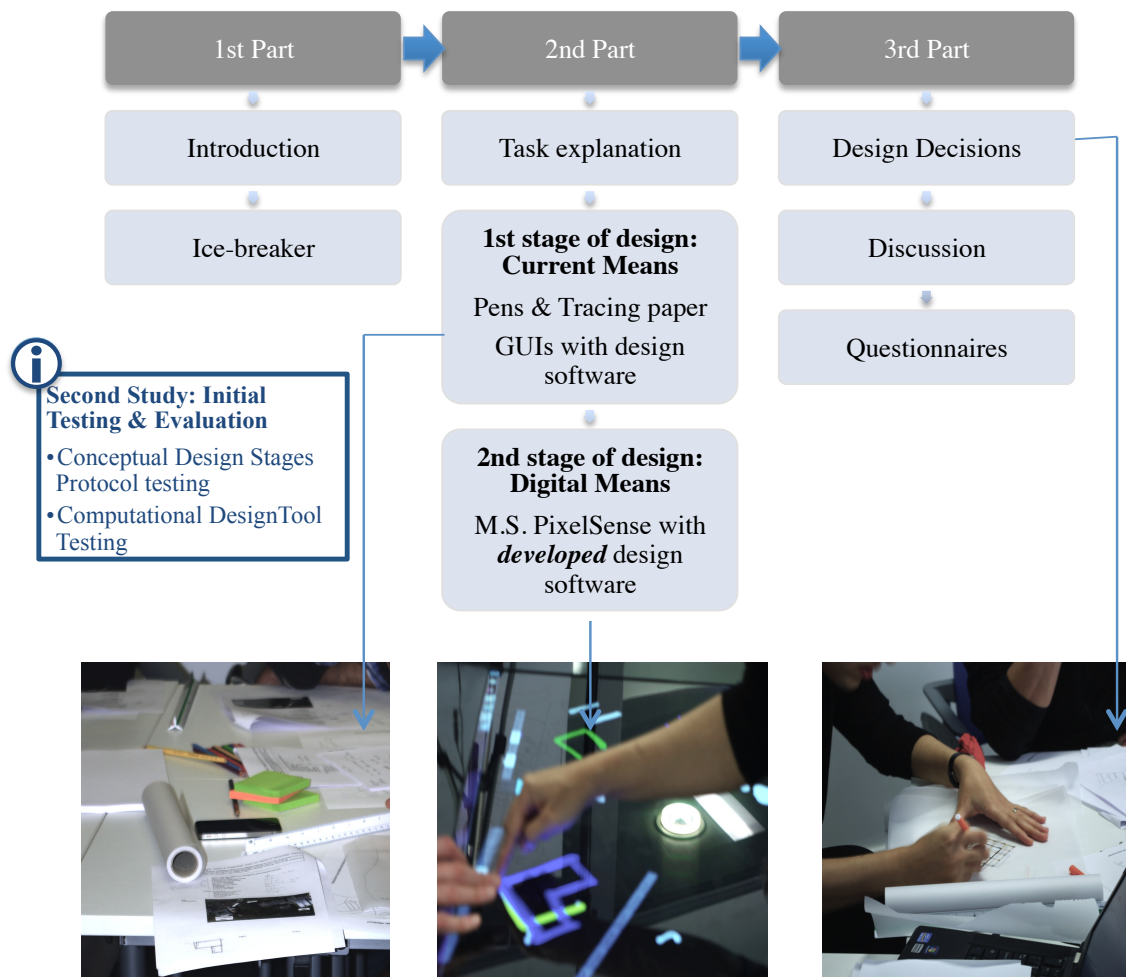 1st Part
2nd Part
3rd Part
Introduction
Task explanation
Design Decisions
Ice-breaker
1st stage of design:
Current Means
Pens & Tracing paper
GUIs with design
software
Discussion
Questionnaires
Second Study: Initial
Testing & Evaluation
•Conceptual Design Stages
Protocol testing
•Computational DesignTool
Testing
2nd stage of design:
Digital Means
M.S. PixelSense with
developed design
software